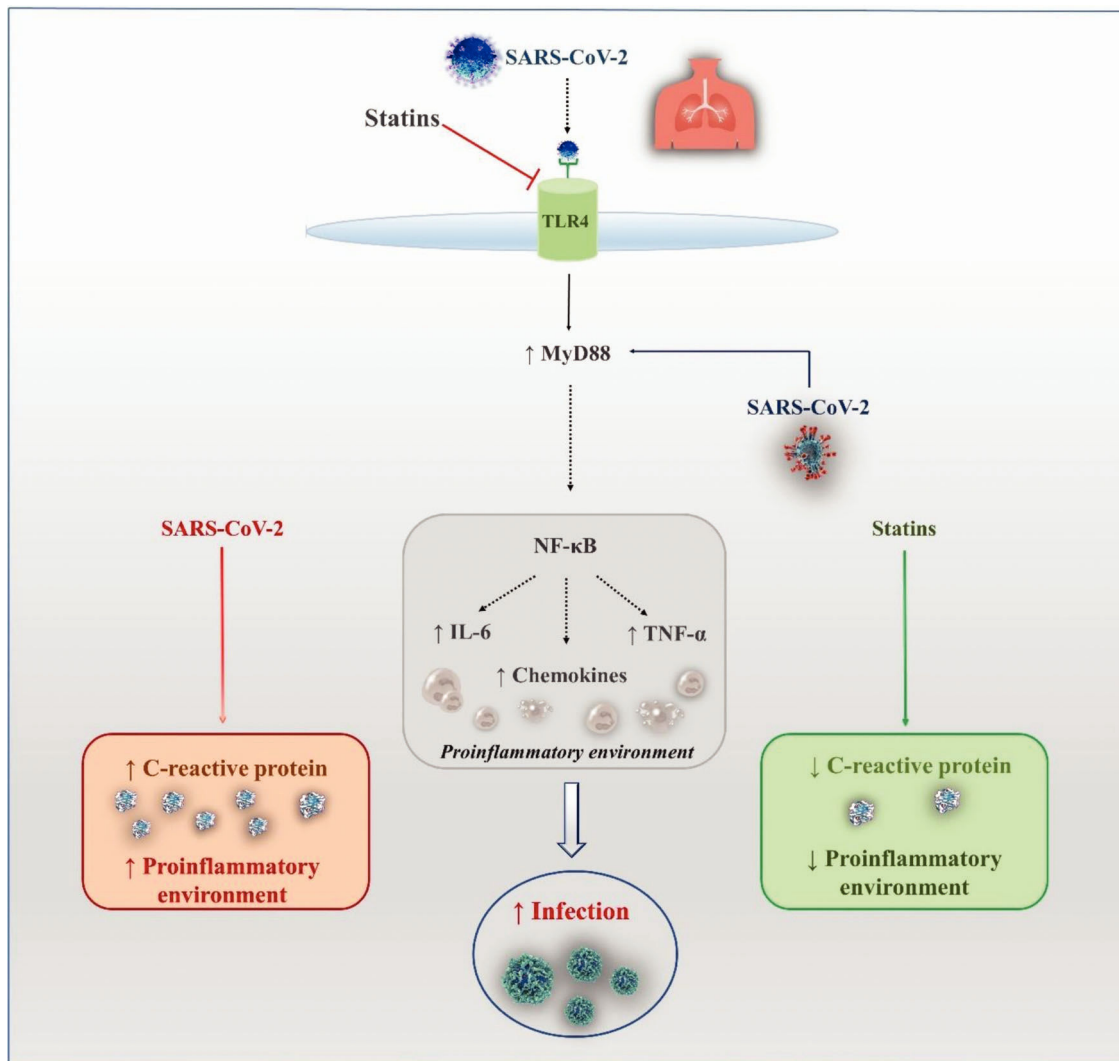 SARS-CoV-2
Statins
TLR4
↑ MyD88
SARS-CoV-2
SARS-CoV-2
NF-κB
Statins
↑ IL-6
↑ TNF-α
↑ Chemokines
Proinflammatory environment
↑ C-reactive protein
↑ Proinflammatory
environment
↓ C-reactive protein
↓ Proinflammatory
environment
↑ Infection